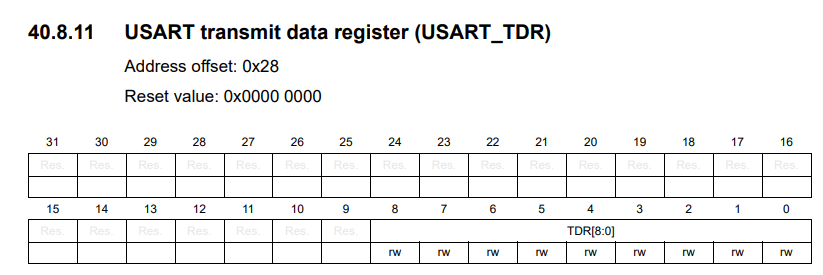 40.8.11 USART transmit data register (USART_TDR)
Address offset: 0x28
Reset value: 0x0000 0000
31 30 29 28 27 26 25 24 23 22 21 20 19 18 17 16
Res. Res. Res. Res. Res. Res. Res. Res. Res. Res. Res. Res. Res. Res. Res. Res.
15 14 13 12 11 10 9 8 7 6 5 4 3 2 1 0
Res. Res. Res. Res. Res. Res. Res. TDR[8:0]
rw rw rw rw rw rw rw rw rw